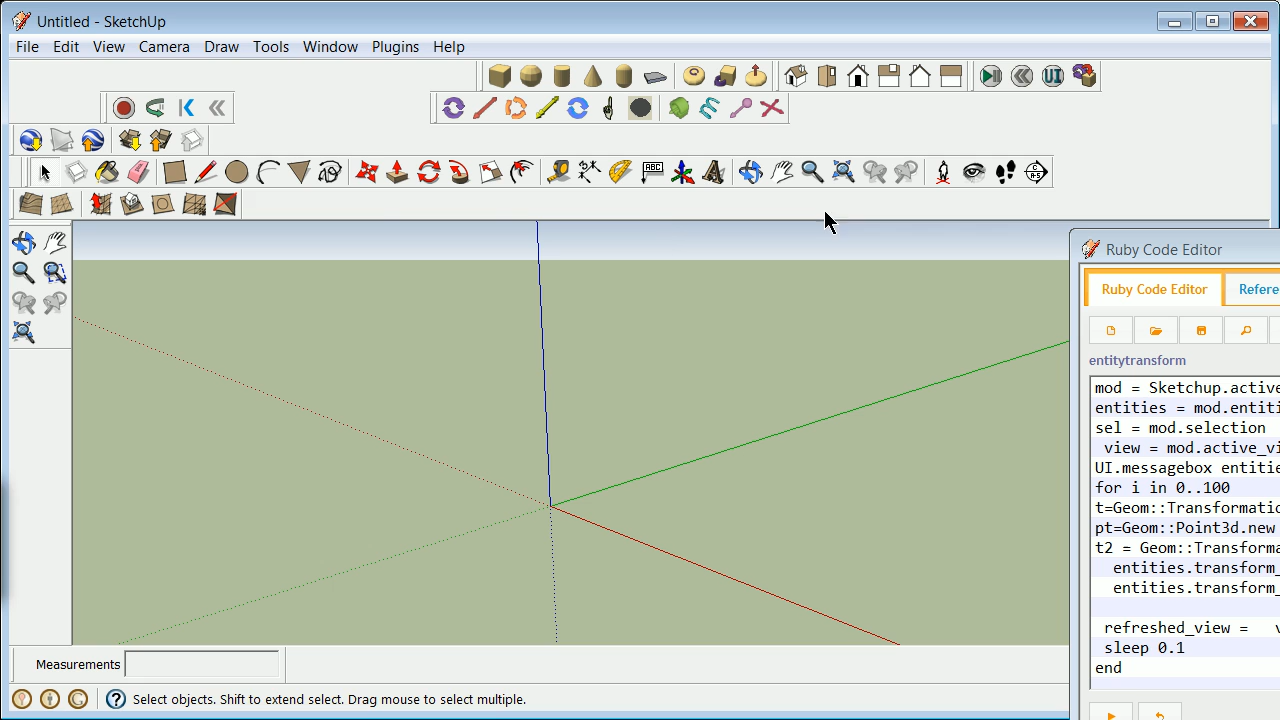 Untitled - SketchUp
File Edit View Camera Draw Tools Window Plugins Help
UI
ABC
Ruby Code Editor
Ruby Code Editor Refere
entitytransform
mod = Sketchup.active
entities = mod.entiti
sel = mod.selection
view = mod.active_vi
UI.messagebox entitie
for i in 0..100
t=Geom::Transformatio
pt=Geom::Point3d.new
t2 = Geom::Transforma
entities.transform_
entities.transform_
refreshed_view = v
sleep 0.1
end
Measurements
Select objects. Shift to extend select. Drag mouse to select multiple.